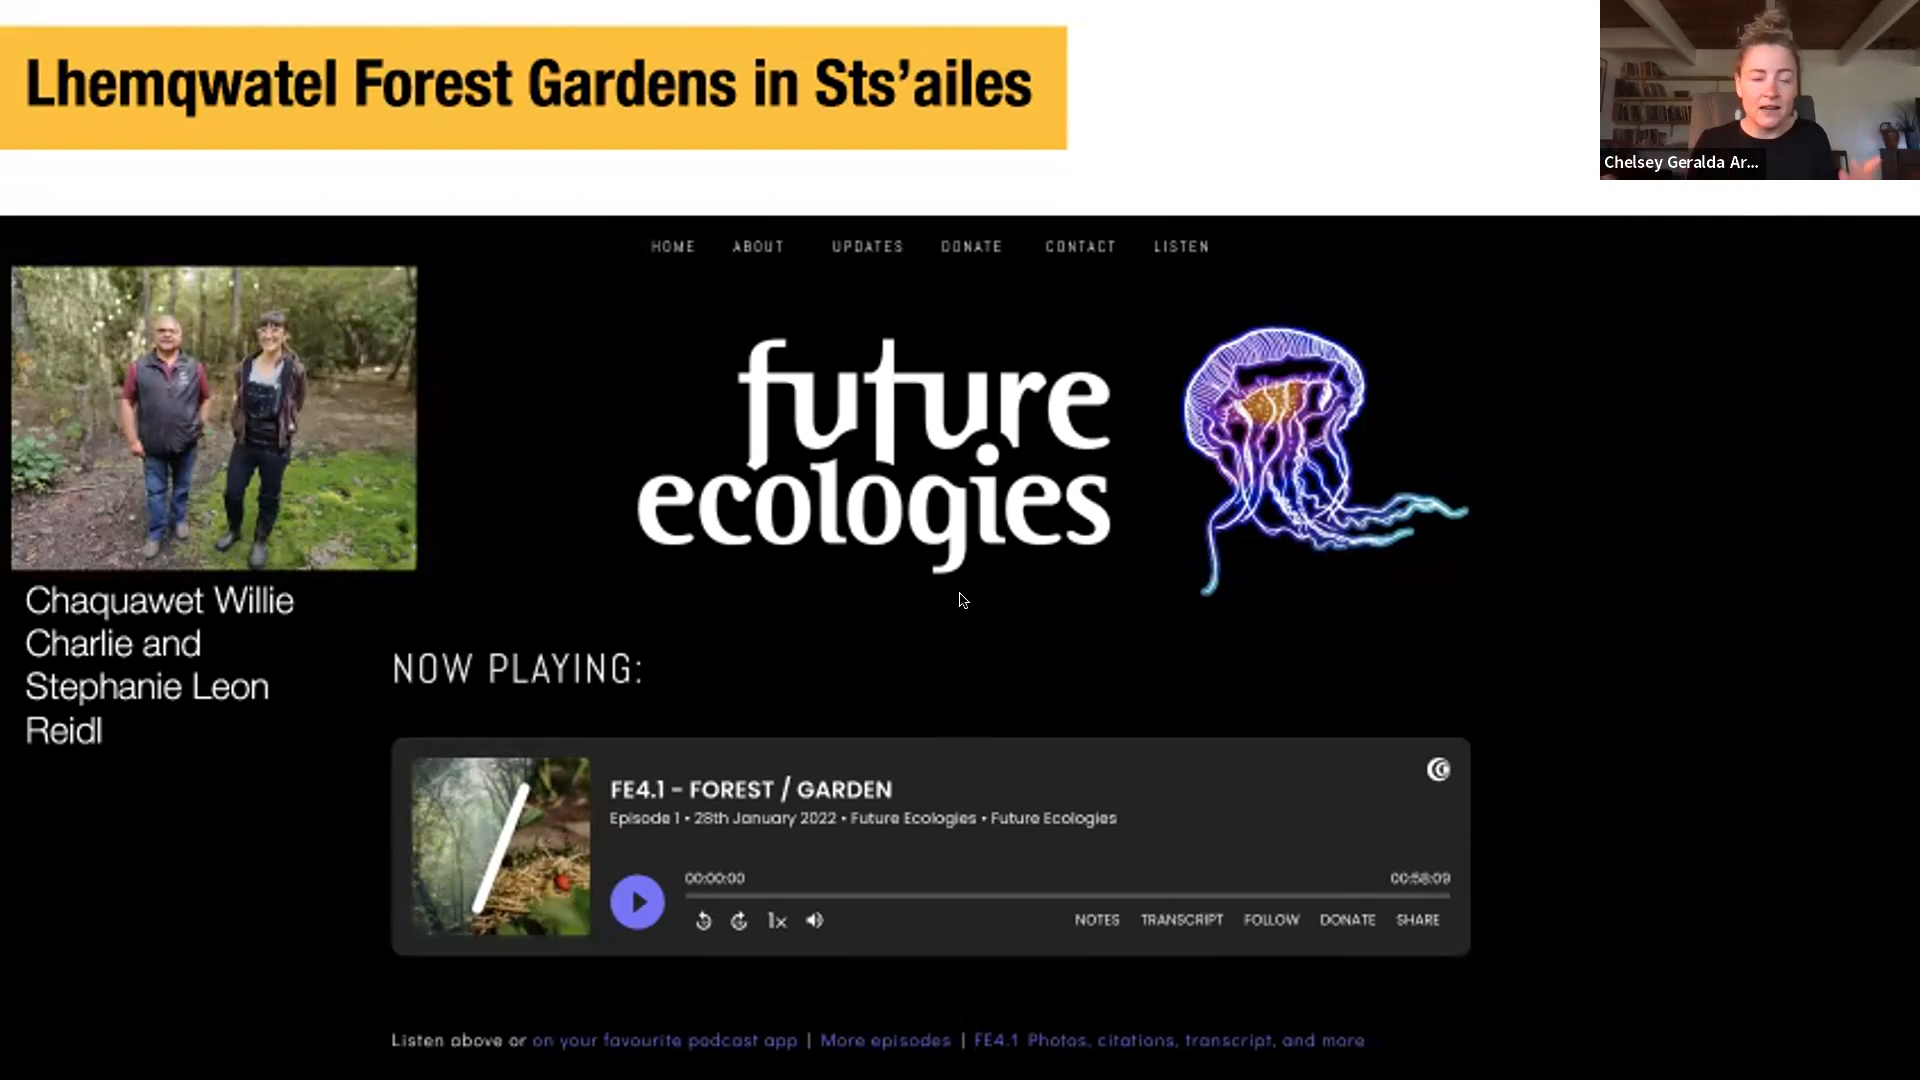 Lhemqwatel Forest Gardens in Sts’ailes
Chelsey Geralda Ar...
HOME ABOUT UPDATES DONATE CONTACT LISTEN
future
ecologies
Chaquawet Willie
Charlie and
Stephanie Leon
Reidl
NOW PLAYING:
FE4.1 - FOREST / GARDEN
Episode 1 • 28th January 2022 • Future Ecologies • Future Ecologies
00:00:00 00:58:09
1x NOTES TRANSCRIPT FOLLOW DONATE SHARE
Listen above or on your favourite podcast app | More episodes | FE4.1 Photos, citations, transcript, and more